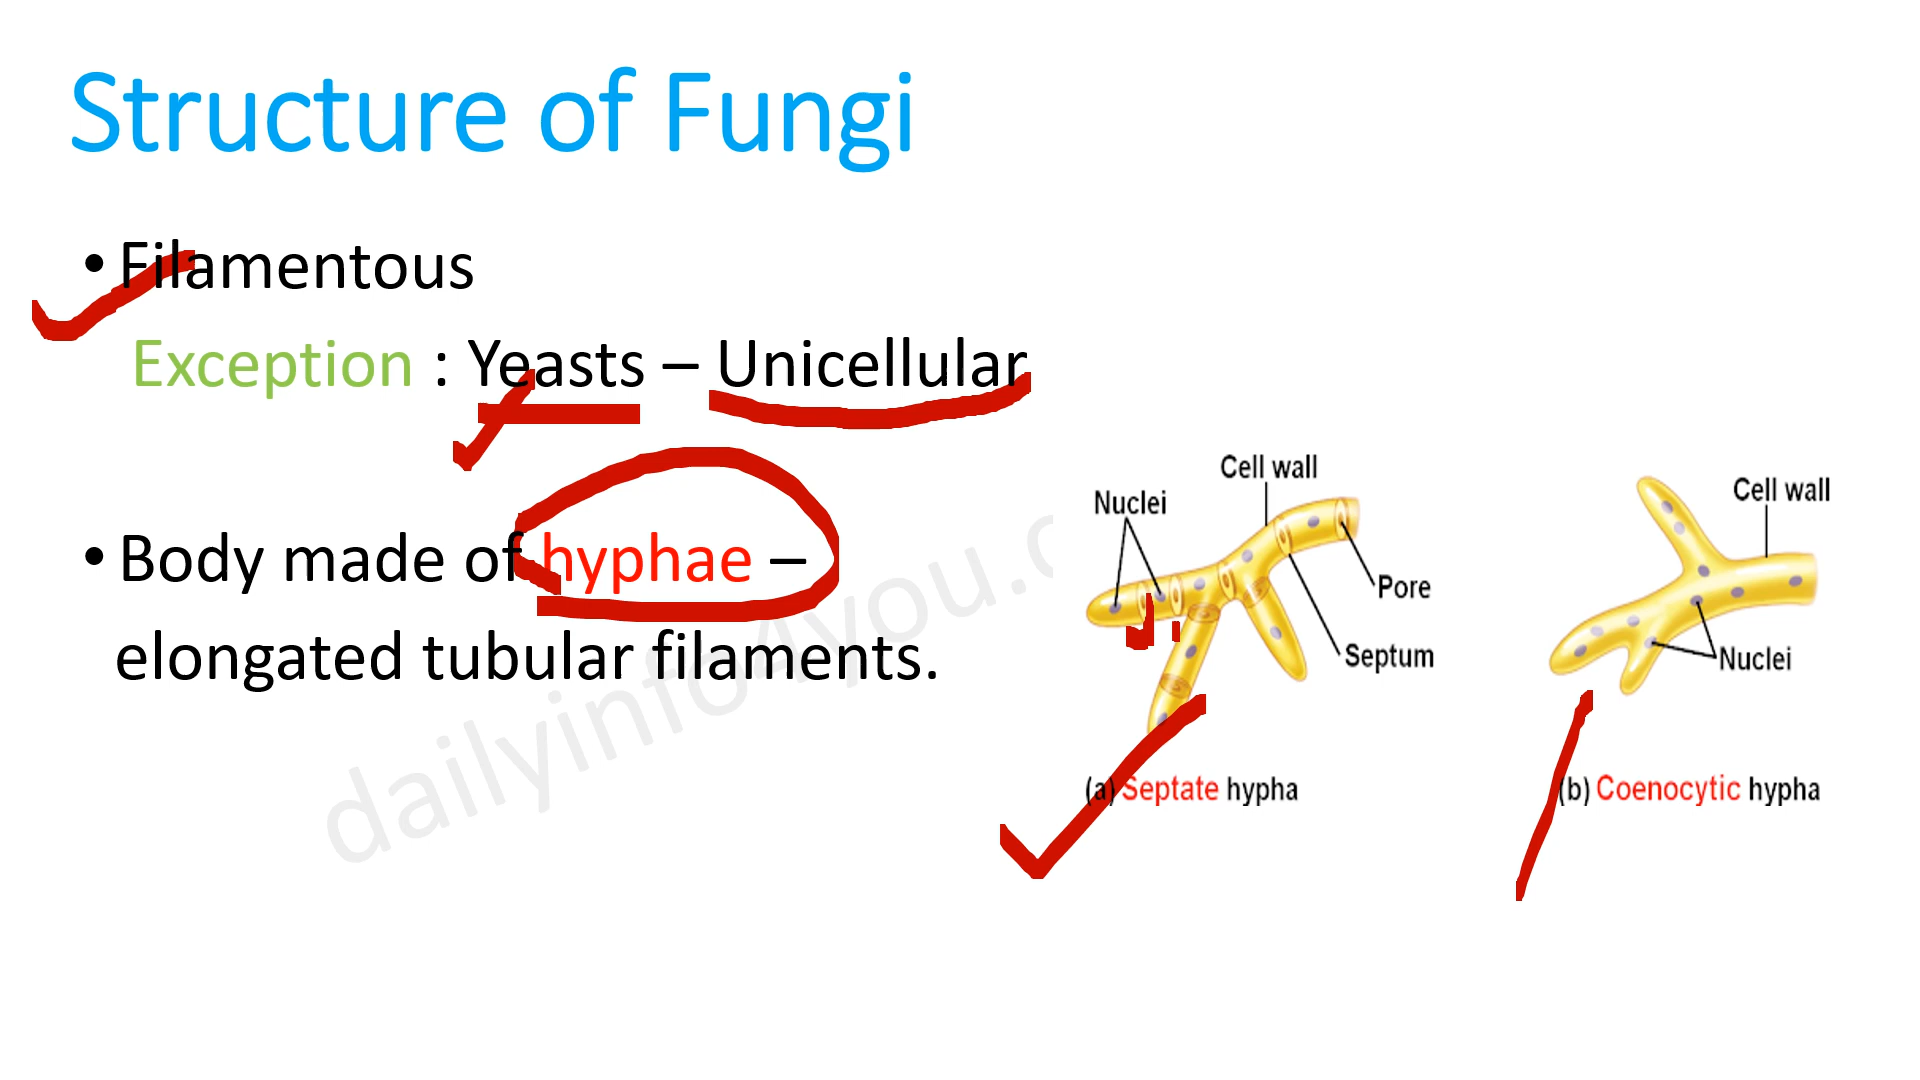 Structure of Fungi
• Filamentous
Exception : Yeasts – Unicellular
• Body made of hyphae –
elongated tubular filaments.
Cell wall
Nuclei
Pore
Septum
(a) Septate hypha
Cell wall
Nuclei
(b) Coenocytic hypha
dailyinfo4you.c